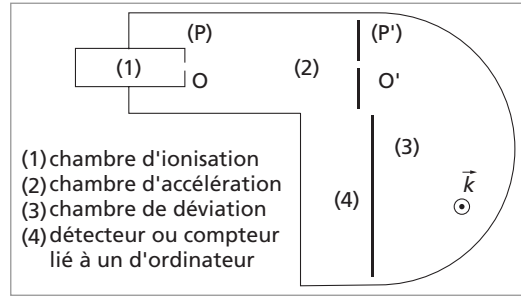 (P) (P')
(1) (2)
O O'
(3)
(1) chambre d'ionisation
(2) chambre d'accélération
(3) chambre de déviation
(4) détecteur ou compteur
lié à un d'ordinateur
(4)
k